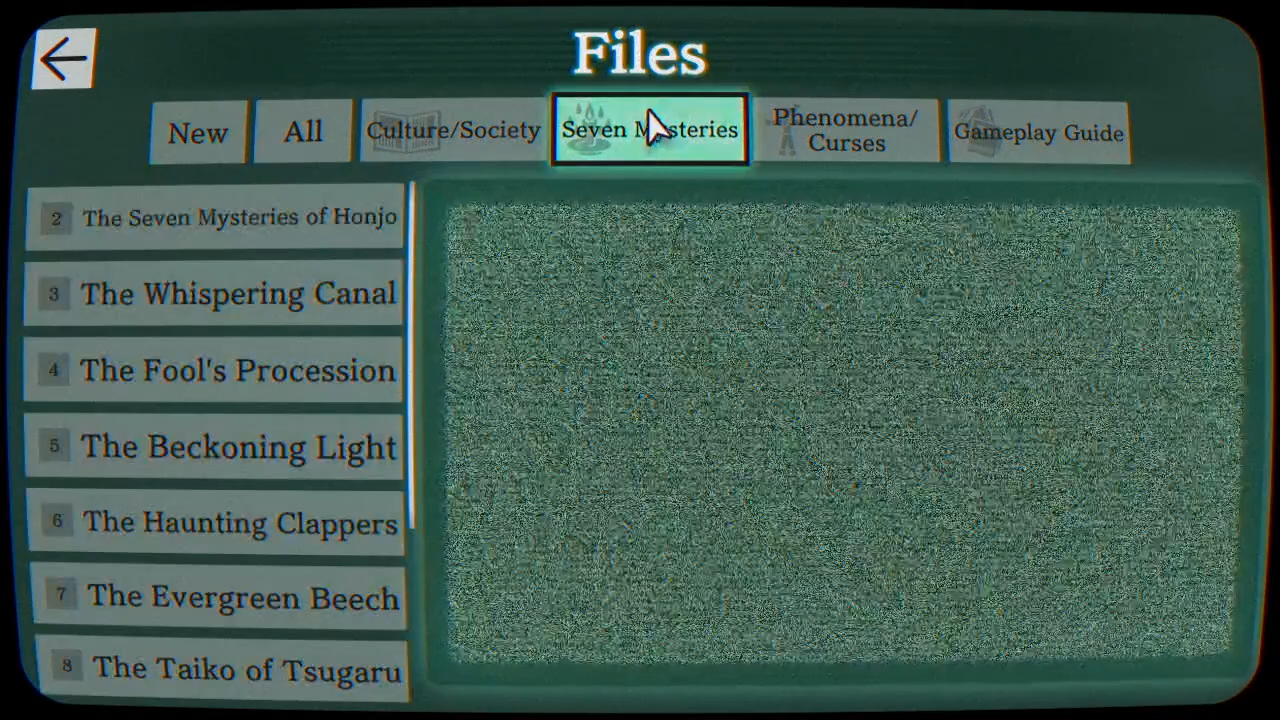 Files
New
All
Culture/Society
Seven Mysteries
Phenomena/
Curses
Gameplay Guide
2 The Seven Mysteries of Honjo
3 The Whispering Canal
4 The Fool's Procession
5 The Beckoning Light
6 The Haunting Clappers
7 The Evergreen Beech
8 The Taiko of Tsugaru